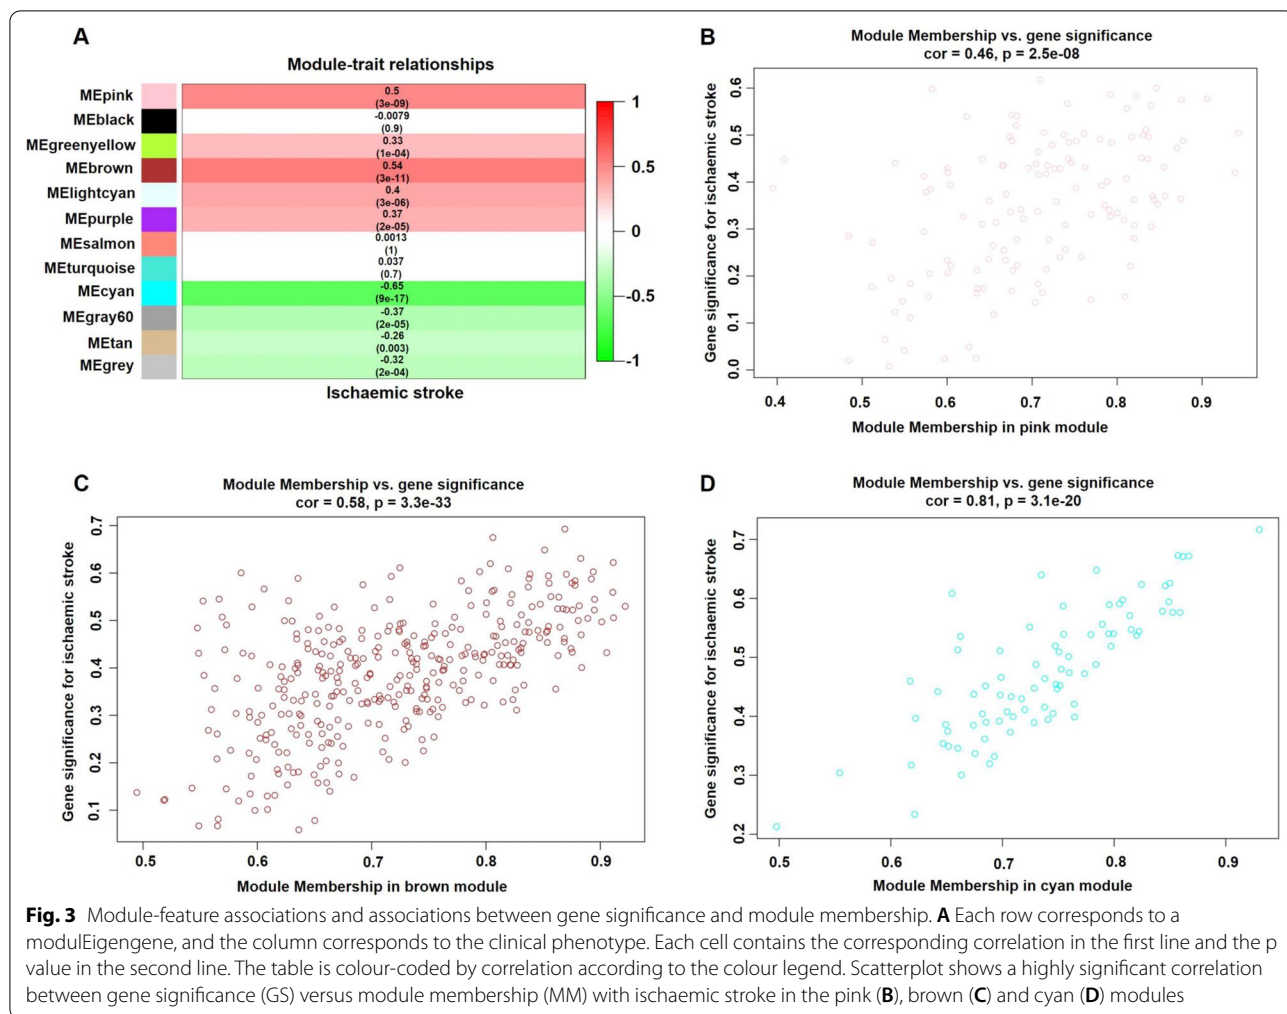 A
Module-trait relationships
MEpink
MEblack
MEgreenyellow
MEbrown
MElightcyan
MEpurple
MEsalmon
MEturquoise
MEcyan
MEgray60
MEtan
MEgrey
0.5
(3e-09)
-0.0079
(0.9)
0.33
(1e-04)
0.54
(3e-11)
0.4
(3e-06)
0.37
(2e-05)
0.0013
(1)
0.037
(0.7)
-0.65
(9e-17)
-0.37
(2e-05)
-0.26
(0.003)
-0.32
(2e-04)
1
0.5
0
-0.5
-1
Ischaemic stroke
B
Module Membership vs. gene significance
cor = 0.46, p = 2.5e-08
Gene significance for ischaemic stroke
0.6
0.5
0.4
0.3
0.2
0.1
0.0
0.4 0.5 0.6 0.7 0.8 0.9
Module Membership in pink module
C
Module Membership vs. gene significance
cor = 0.58, p = 3.3e-33
Gene significance for ischaemic stroke
0.7
0.6
0.5
0.4
0.3
0.2
0.1
0.5 0.6 0.7 0.8 0.9
Module Membership in brown module
D
Module Membership vs. gene significance
cor = 0.81, p = 3.1e-20
Gene significance for ischaemic stroke
0.7
0.6
0.5
0.4
0.3
0.2
0.5 0.6 0.7 0.8 0.9
Module Membership in cyan module
Fig. 3 Module-feature associations and associations between gene significance and module membership. A Each row corresponds to a
modulEigengene, and the column corresponds to the clinical phenotype. Each cell contains the corresponding correlation in the first line and the p
value in the second line. The table is colour-coded by correlation according to the colour legend. Scatterplot shows a highly significant correlation
between gene significance (GS) versus module membership (MM) with ischaemic stroke in the pink (B), brown (C) and cyan (D) modules